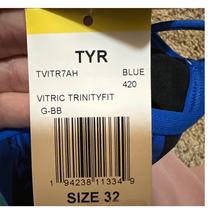 TYR
TVITR7AH BLUE
420
VITRIC TRINITYFIT
G-BB
SIZE 32
1 94238 11334 9